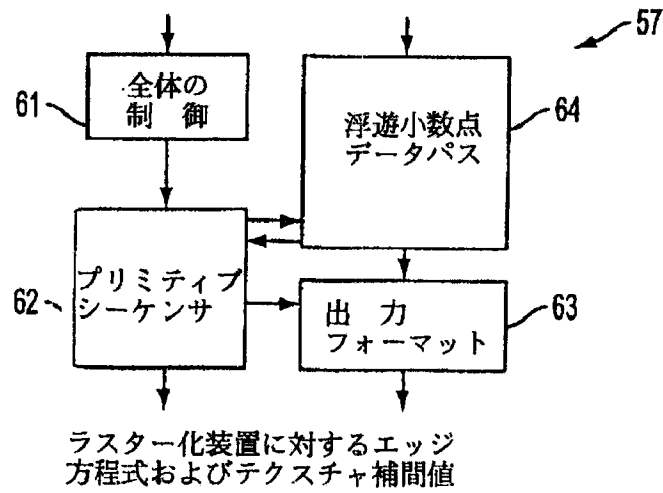 57
全体の
制 御
61
浮遊小数点
データパス
64
プリミティブ
シーケンサ
62
出 力
フォーマット
63
ラスター化装置に対するエッジ
方程式およびテクスチャ補間値